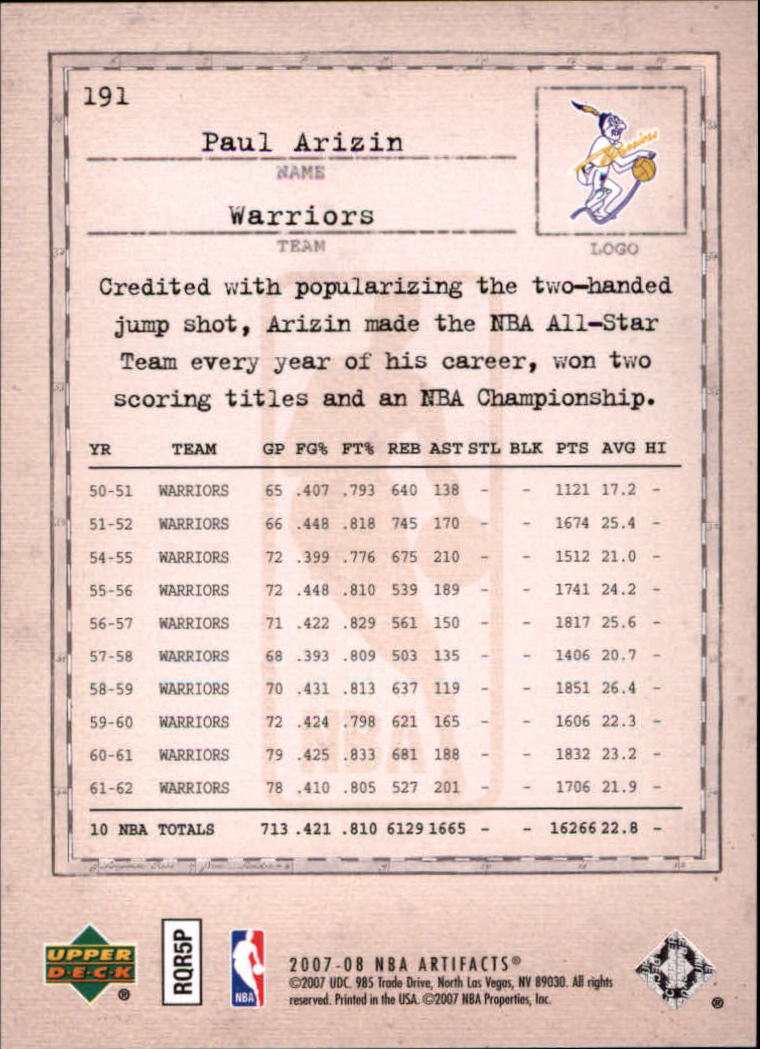 191
Paul Arizin
NAME
Warriors
TEAM
Warriors
LOGO
Credited with popularizing the two-handed
jump shot, Arizin made the NBA All-Star
Team every year of his career, won two
scoring titles and an NBA Championship.
YR TEAM GP FG% FT% REB AST STL BLK PTS AVG HI
50-51 WARRIORS 65 .407 .793 640 138 - - 1121 17.2 -
51-52 WARRIORS 66 .448 .818 745 170 - - 1674 25.4 -
54-55 WARRIORS 72 .399 .776 675 210 - - 1512 21.0 -
55-56 WARRIORS 72 .448 .810 539 189 - - 1741 24.2 -
56-57 WARRIORS 71 .422 .829 561 150 - - 1817 25.6 -
57-58 WARRIORS 68 .393 .809 503 135 - - 1406 20.7 -
58-59 WARRIORS 70 .431 .813 637 119 - - 1851 26.4 -
59-60 WARRIORS 72 .424 .798 621 165 - - 1606 22.3 -
60-61 WARRIORS 79 .425 .833 681 188 - - 1832 23.2 -
61-62 WARRIORS 78 .410 .805 527 201 - - 1706 21.9 -
10 NBA TOTALS 713 .421 .810 6129 1665 - - 16266 22.8 -
NBA
UPPER
D·E·C·K
®
RQR5P
NBA
2007-08 NBA ARTIFACTS®
©2007 UDC. 985 Trade Drive, North Las Vegas, NV 89030. All rights
reserved. Printed in the USA. ©2007 NBA Properties, Inc.
®